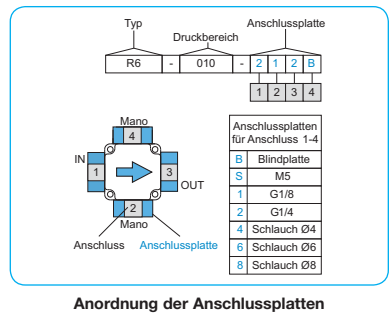 Typ
Druckbereich
Anschlussplatte
R6 - 010 - 2 1 2 B
1 2 3 4
Mano
4
IN
1
3
OUT
2
Mano
Anschluss Anschlussplatte
Anschlussplatten
für Anschluss 1-4
B Blindplatte
S M5
1 G1/8
2 G1/4
4 Schlauch Ø4
6 Schlauch Ø6
8 Schlauch Ø8
Anordnung der Anschlussplatten